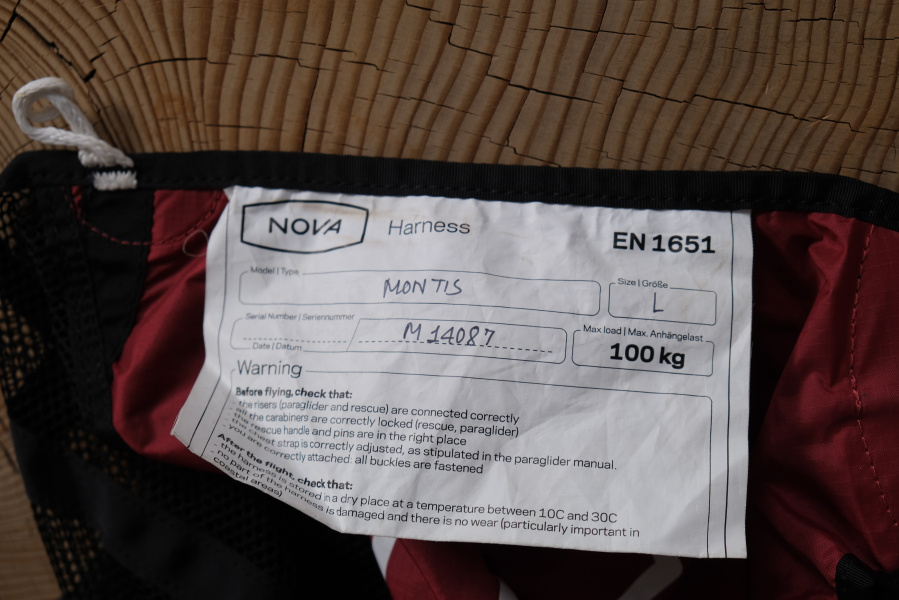 NOVA Harness EN 1651
Model | Type
MONTIS
Size | Größe
L
Serial Number | Seriennummer
M 14087
Date | Datum
Max load | Max. Anhängelast
100 kg
Warning
Before flying, check that:
- the risers (paraglider and rescue) are connected correctly
- all the carabiners are correctly locked (rescue, paraglider)
- the rescue handle and pins are in the right place
- the chest strap is correctly adjusted, as stipulated in the paraglider manual.
- you are correctly attached: all buckles are fastened
After the flight, check that:
- the harness is stored in a dry place at a temperature between 10C and 30C
- no part of the harness is damaged and there is no wear (particularly important in
coastal areas)